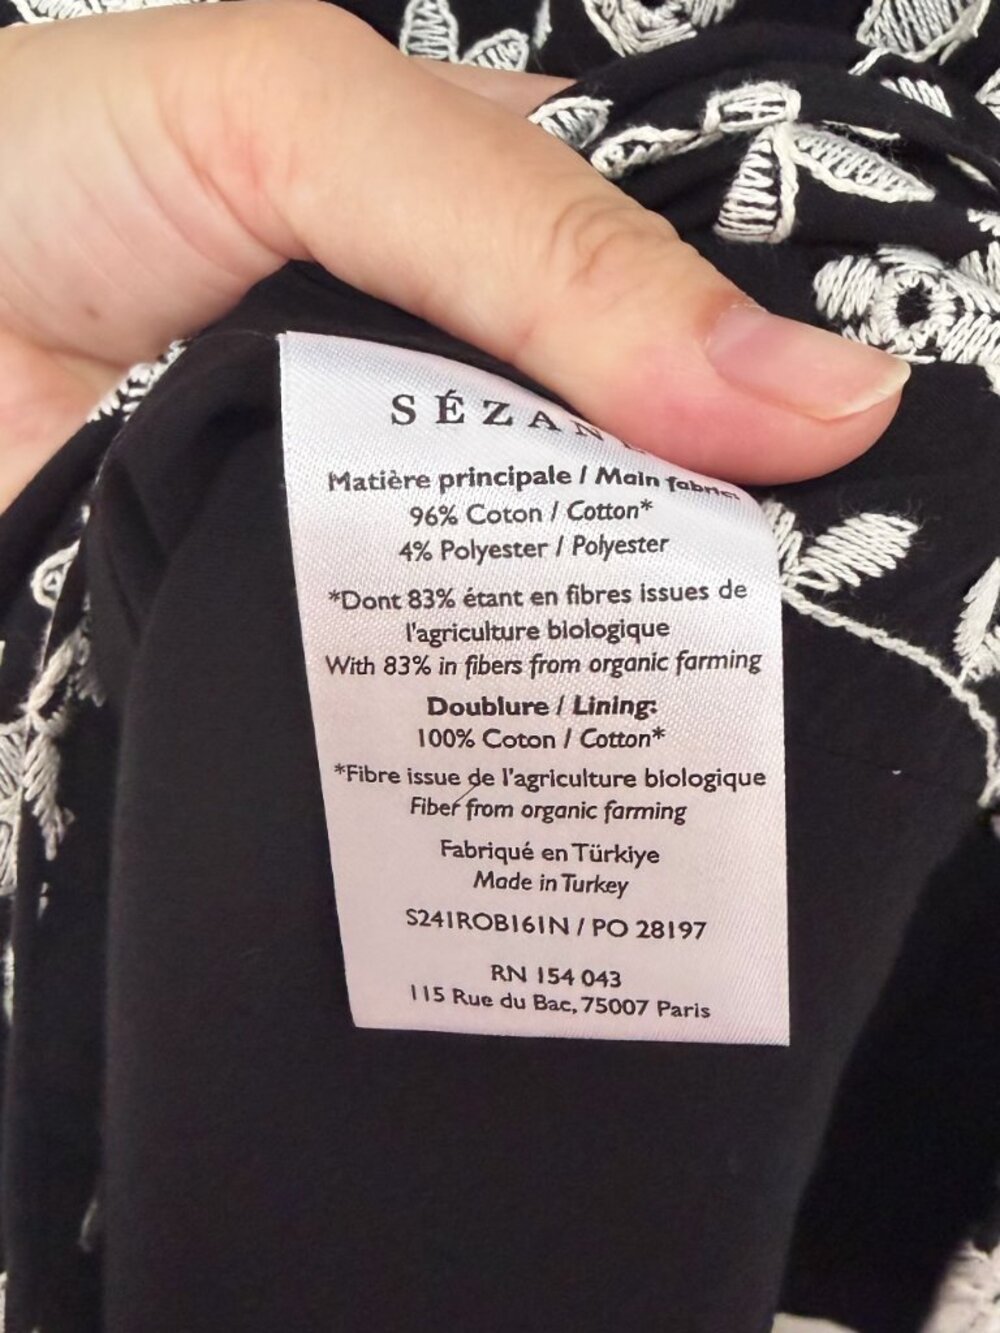 SÉZAN
Matière principale / Main fabric
96% Coton / Cotton*
4% Polyester / Polyester
*Dont 83% étant en fibres issues de
l'agriculture biologique
With 83% in fibers from organic farming
Doublure / Lining:
100% Coton / Cotton*
*Fibre issue de l'agriculture biologique
Fiber from organic farming
Fabriqué en Türkiye
Made in Turkey
S241ROB161N / PO 28197
RN 154 043
115 Rue du Bac, 75007 Paris